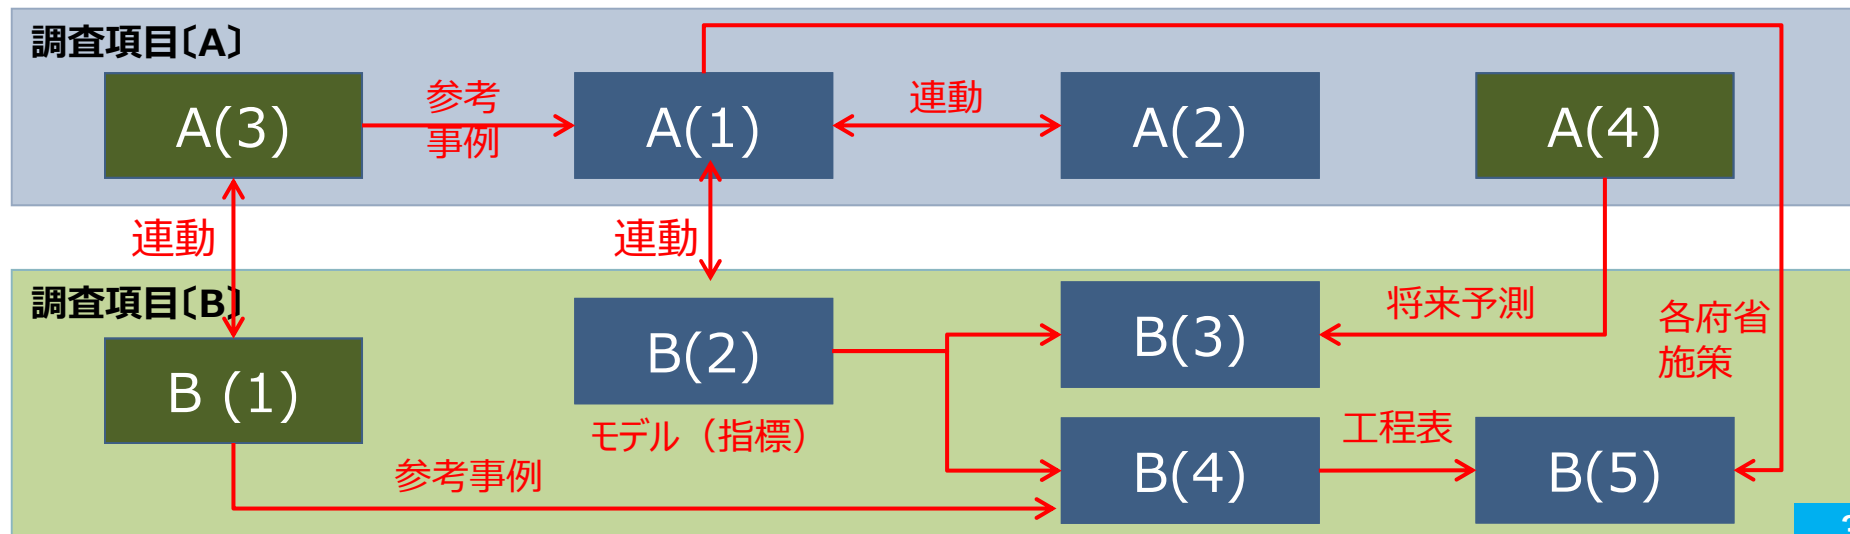 調査項目〔A〕
A(3)
参考
事例
A(1)
連動
A(2)
A(4)
連動
連動
調査項目〔B〕
B (1)
B(2)
モデル（指標）
B(3)
将来予測
各府省
施策
参考事例
B(4)
工程表
B(5)